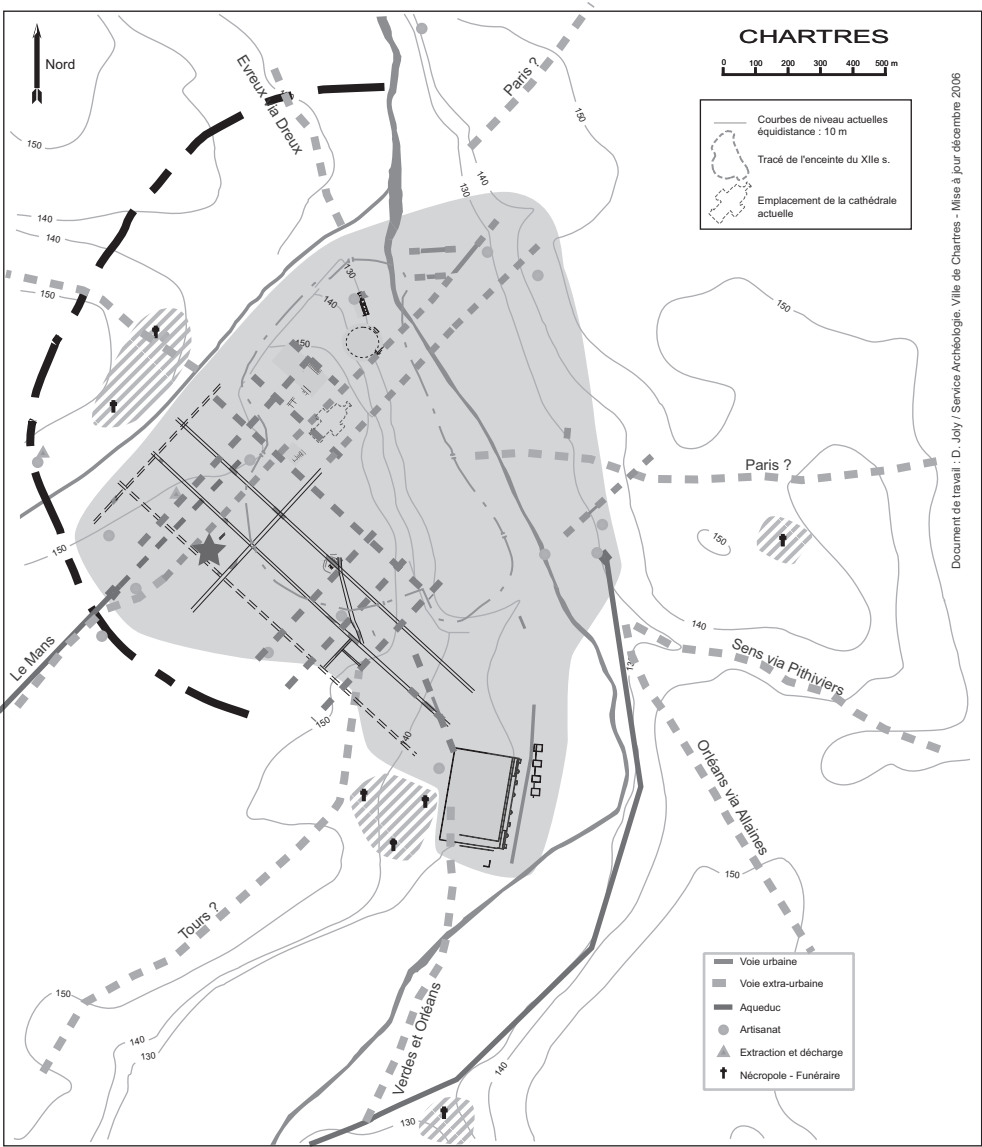 CHARTRES
0 100 200 300 400 500 m
Nord
Courbes de niveau actuelles
équidistance : 10 m
Tracé de l'enceinte du XIIe s.
Emplacement de la cathédrale
actuelle
Document de travail : D. Joly / Service Archéologie. Ville de Chartres - Mise à jour décembre 2006
Evreux via Dreux
Paris ?
150
150
130
140
140
140
150
130
140
150
150
Paris ?
150
150
140
Le Mans
Sens via Pithiviers
13
150
140
Orléans via Allaines
150
Tours ?
Verdes et Orléans
150
140
130
140
130
Voie urbaine
Voie extra-urbaine
Aqueduc
Artisanat
Extraction et décharge
Nécropole - Funéraire